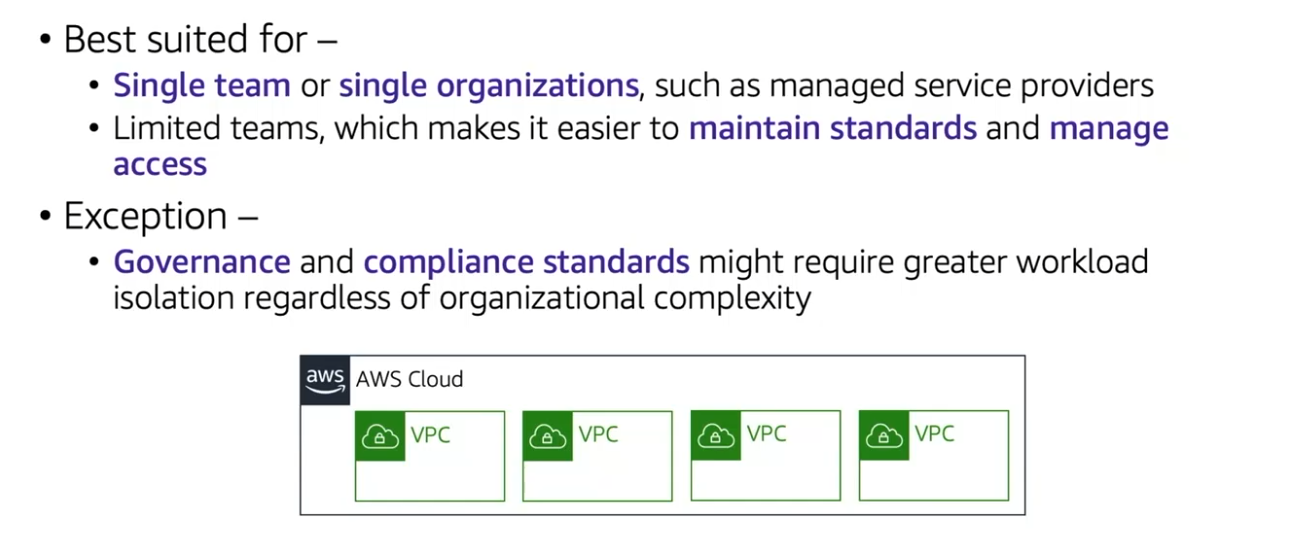 • Best suited for –
• Single team or single organizations, such as managed service providers
• Limited teams, which makes it easier to maintain standards and manage
access
• Exception –
• Governance and compliance standards might require greater workload
isolation regardless of organizational complexity
aws AWS Cloud
VPC VPC VPC VPC